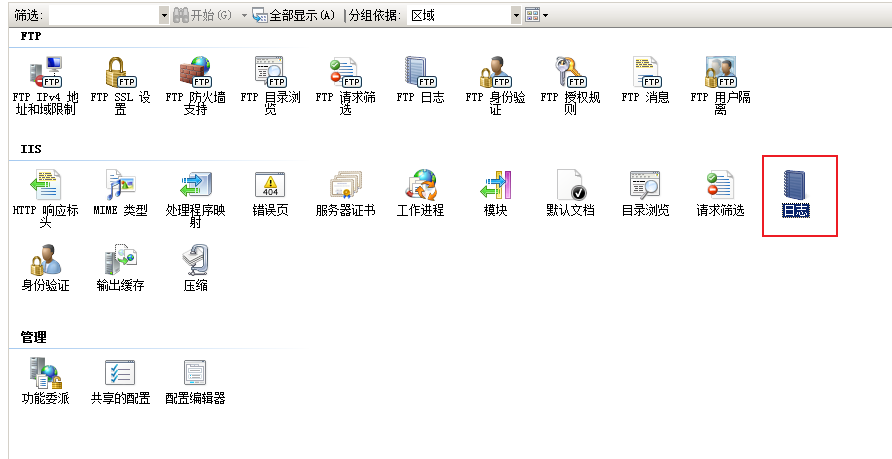 筛选: 开始(G) 全部显示(A) 分组依据: 区域
FTP
FTP IPv4 地址和域限制
FTP SSL 设置
FTP 防火墙支持
FTP 目录浏览
FTP 请求筛选
FTP 日志
FTP 身份验证
FTP 授权规则
FTP 消息
FTP 用户隔离
IIS
HTTP 响应标头
MIME 类型
处理程序映射
404
错误页
服务器证书
工作进程
模块
默认文档
目录浏览
请求筛选
日志
身份验证
输出缓存
压缩
管理
功能委派
共享的配置
配置编辑器